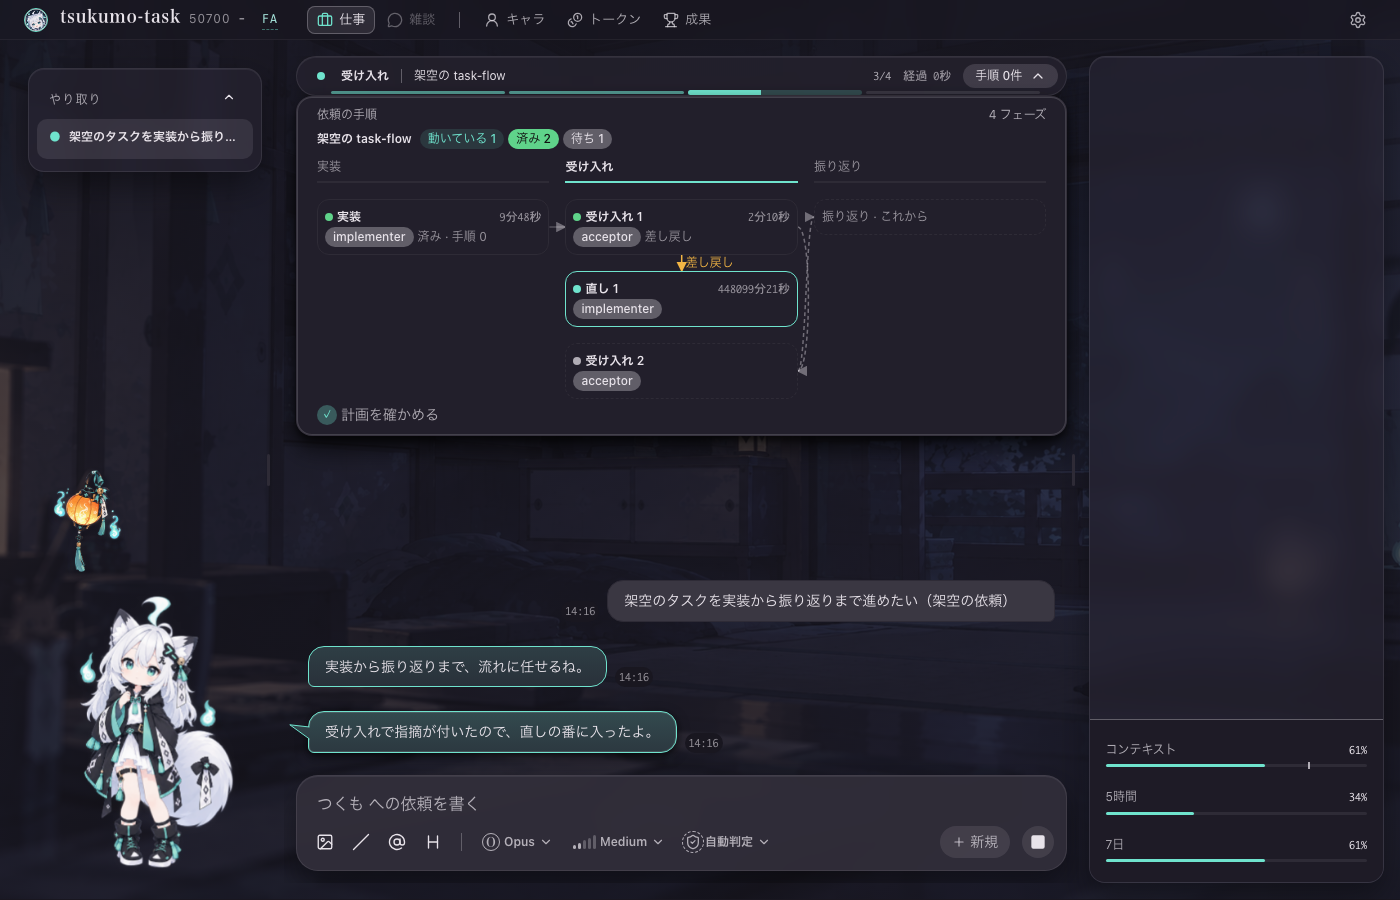 tsukumo-task 50700 - FA 仕事 雑談 キャラ トークン 成果
やり取り
架空のタスクを実装から振り...
受け入れ 架空の task-flow 3/4 経過 0秒 手順 0件
依頼の手順 4 フェーズ
架空の task-flow 動いている 1 済み 2 待ち 1
実装 受け入れ 振り返り
実装 9分48秒
implementer 済み · 手順 0
受け入れ 1 2分10秒
acceptor 差し戻し
振り返り · これから
差し戻し
直し 1 448099分21秒
implementer
受け入れ 2
acceptor
✓ 計画を確かめる
架空のタスクを実装から振り返りまで進めたい（架空の依頼）
14:16
実装から振り返りまで、流れに任せるね。
14:16
受け入れで指摘が付いたので、直しの番に入ったよ。
14:16
つくも への依頼を書く
Opus Medium 自動判定 + 新規
コンテキスト 61%
5時間 34%
7日 61%